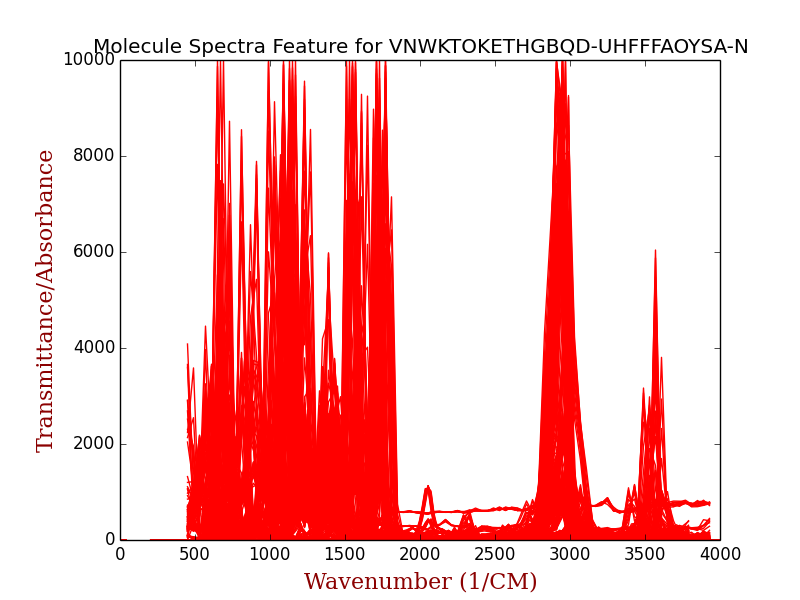 Molecule Spectra Feature for VNWKTOKETHGBQD-UHFFFAOYSA-N
10000
8000
6000
4000
2000
0
Transmittance/Absorbance
0 500 1000 1500 2000 2500 3000 3500 4000
Wavenumber (1/CM)